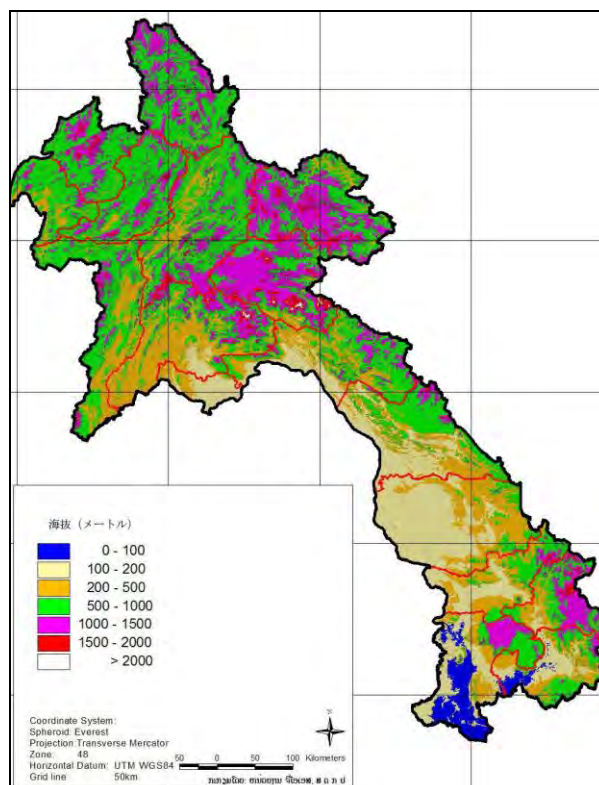 海抜（メートル）
0 - 100
100 - 200
200 - 500
500 - 1000
1000 - 1500
1500 - 2000
> 2000
Coordinate System:
Spheroid: Everest
Projection: Transverse Mercator
Zone: 48
Horizontal Datum: UTM WGS84
Grid line 50km
50 0 50 100 Kilometers